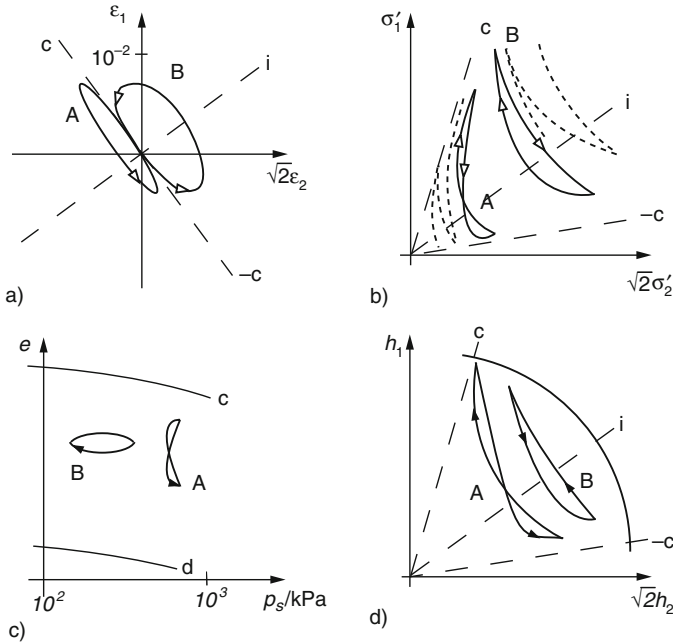 ε₁
c
10⁻²
B
i
A
√2ε₂
−c
a)
σ′₁
c
B
i
A
−c
√2σ′₂
b)
e
c
B
A
d
10²
pₛ/kPa
10³
c)
h₁
c
i
A
B
−c
√2h₂
d)